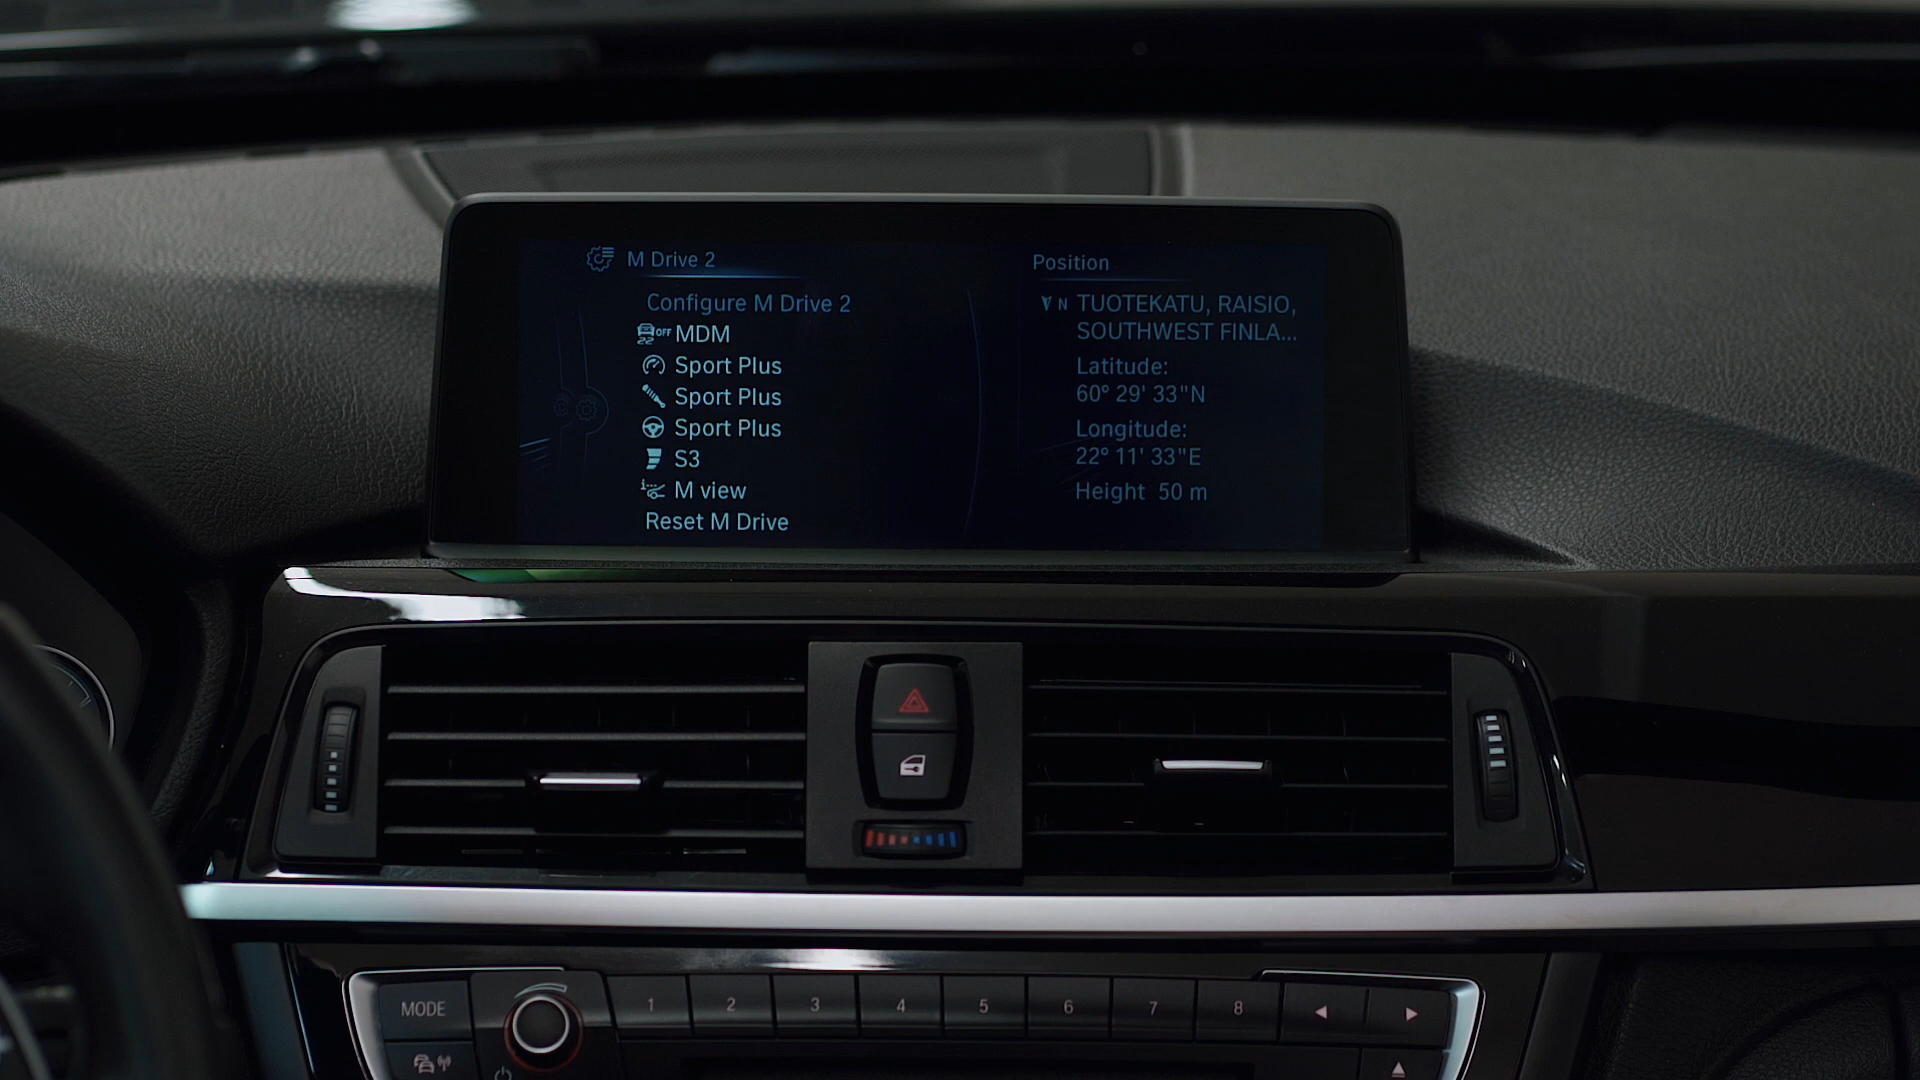 M Drive 2
Configure M Drive 2
OFF MDM
Sport Plus
Sport Plus
Sport Plus
S3
M view
Reset M Drive
Position
N TUOTEKATU, RAISIO,
SOUTHWEST FINLA...
Latitude:
60° 29' 33"N
Longitude:
22° 11' 33"E
Height 50 m
MODE
1 2 3 4 5 6 7 8